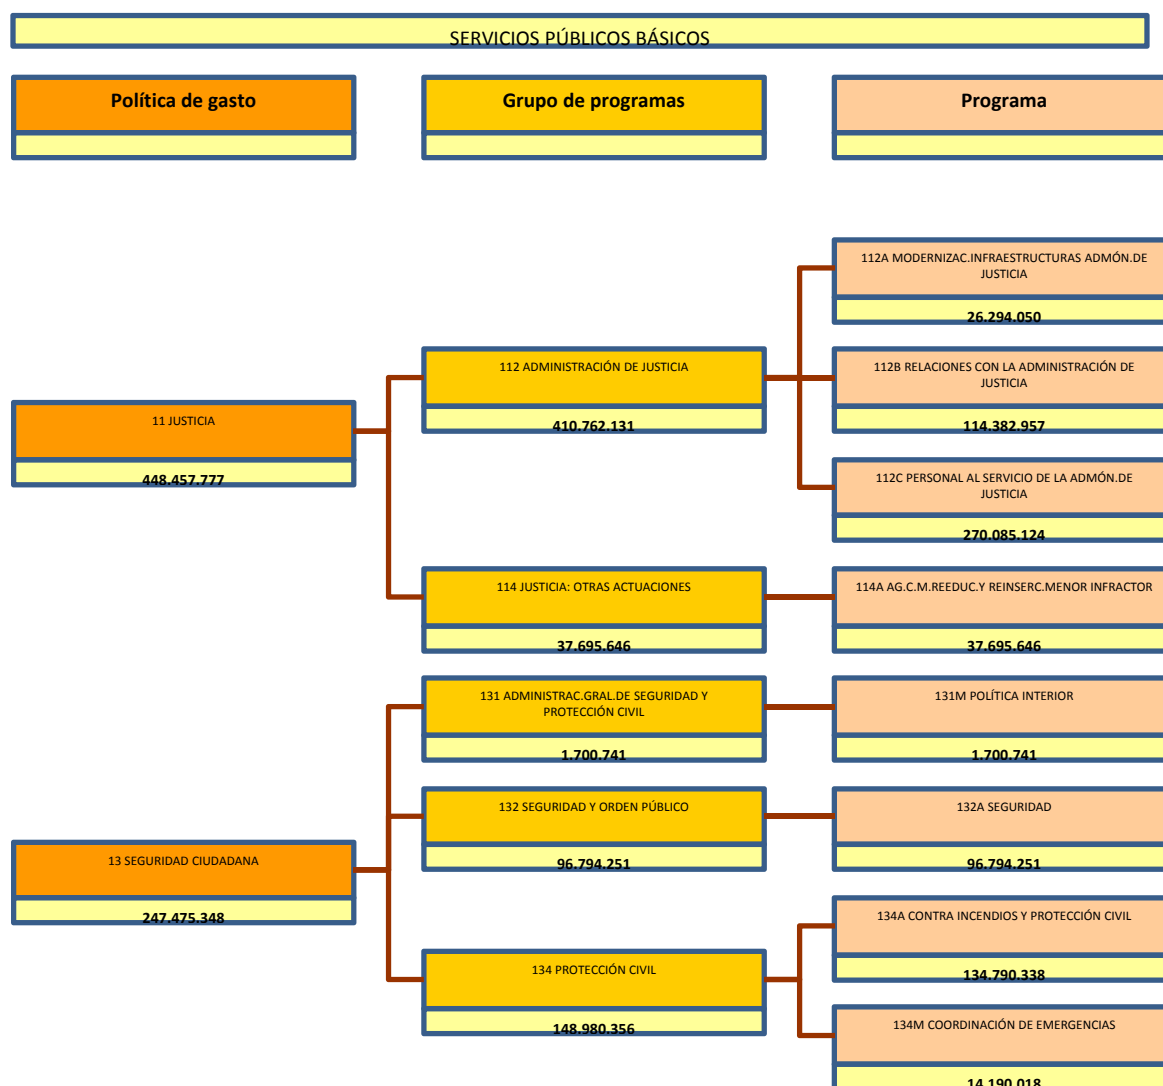 SERVICIOS PÚBLICOS BÁSICOS
Política de gasto
Grupo de programas
Programa
112A MODERNIZAC.INFRAESTRUCTURAS ADMÓN.DE
JUSTICIA
26.294.050
112 ADMINISTRACIÓN DE JUSTICIA
410.762.131
112B RELACIONES CON LA ADMINISTRACIÓN DE
JUSTICIA
114.382.957
11 JUSTICIA
448.457.777
112C PERSONAL AL SERVICIO DE LA ADMÓN.DE
JUSTICIA
270.085.124
114 JUSTICIA: OTRAS ACTUACIONES
37.695.646
114A AG.C.M.REEDUC.Y REINSERC.MENOR INFRACTOR
37.695.646
131 ADMINISTRAC.GRAL.DE SEGURIDAD Y
PROTECCIÓN CIVIL
1.700.741
131M POLÍTICA INTERIOR
1.700.741
132 SEGURIDAD Y ORDEN PÚBLICO
96.794.251
132A SEGURIDAD
96.794.251
13 SEGURIDAD CIUDADANA
247.475.348
134A CONTRA INCENDIOS Y PROTECCIÓN CIVIL
134.790.338
134 PROTECCIÓN CIVIL
148.980.356
134M COORDINACIÓN DE EMERGENCIAS
14.190.018